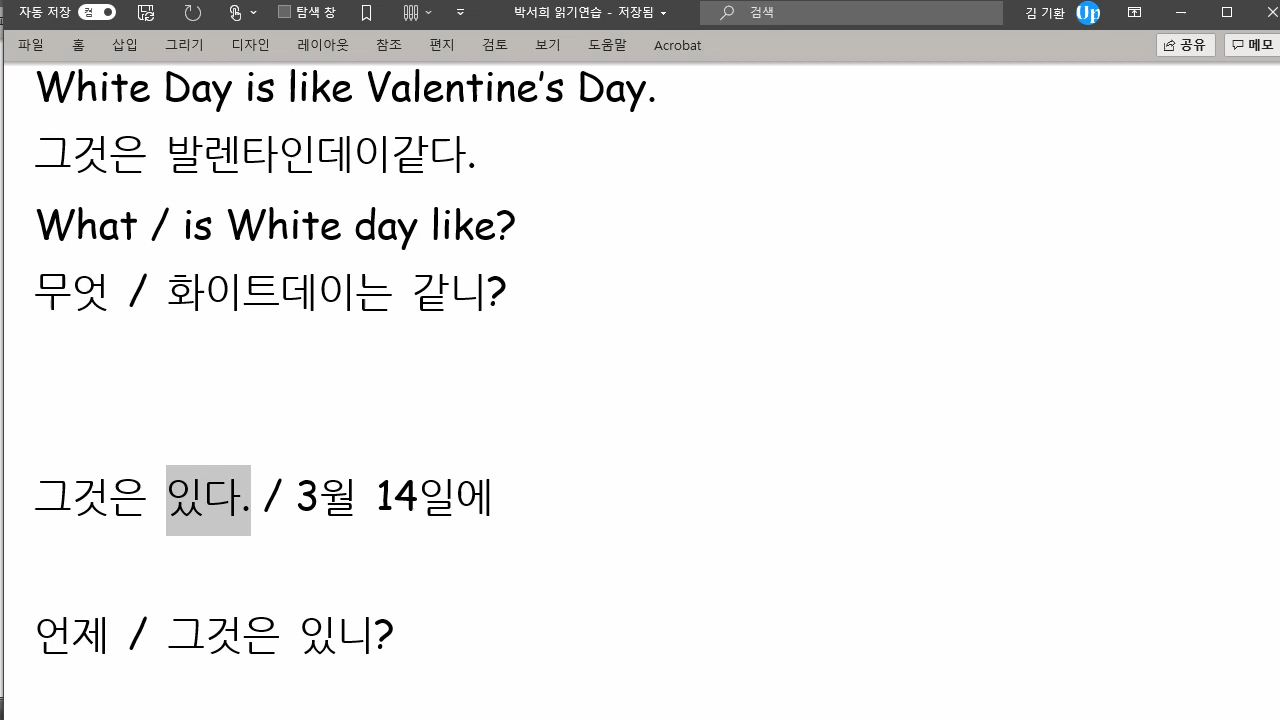 자동 저장 컴 탐색 창 박서희 읽기연습 - 저장됨 검색 김 기환 Up
파일 홈 삽입 그리기 디자인 레이아웃 참조 편지 검토 보기 도움말 Acrobat 공유 메모
White Day is like Valentine’s Day.
그것은 발렌타인데이같다.
What / is White day like?
무엇 / 화이트데이는 같니?
그것은 있다. / 3월 14일에
언제 / 그것은 있니?